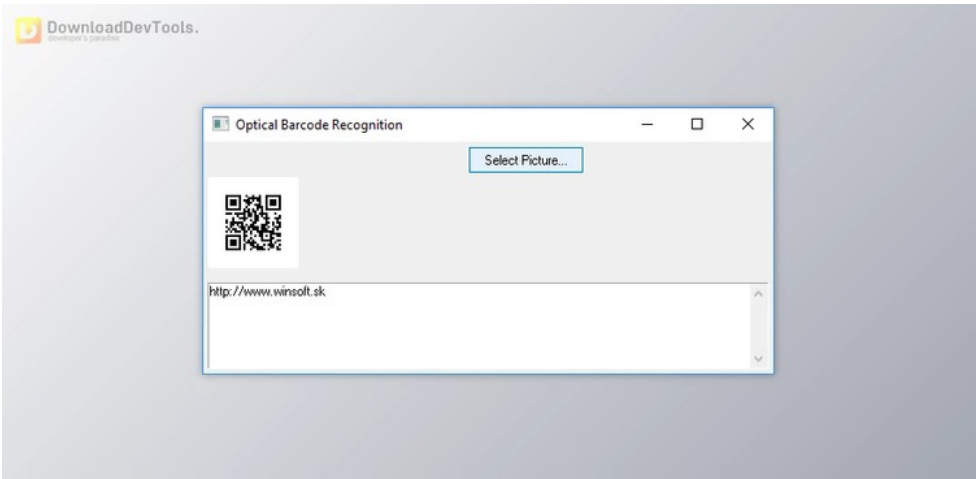 DownloadDevTools.
developer's paradise
Optical Barcode Recognition
Select Picture...
http://www.winsoft.sk